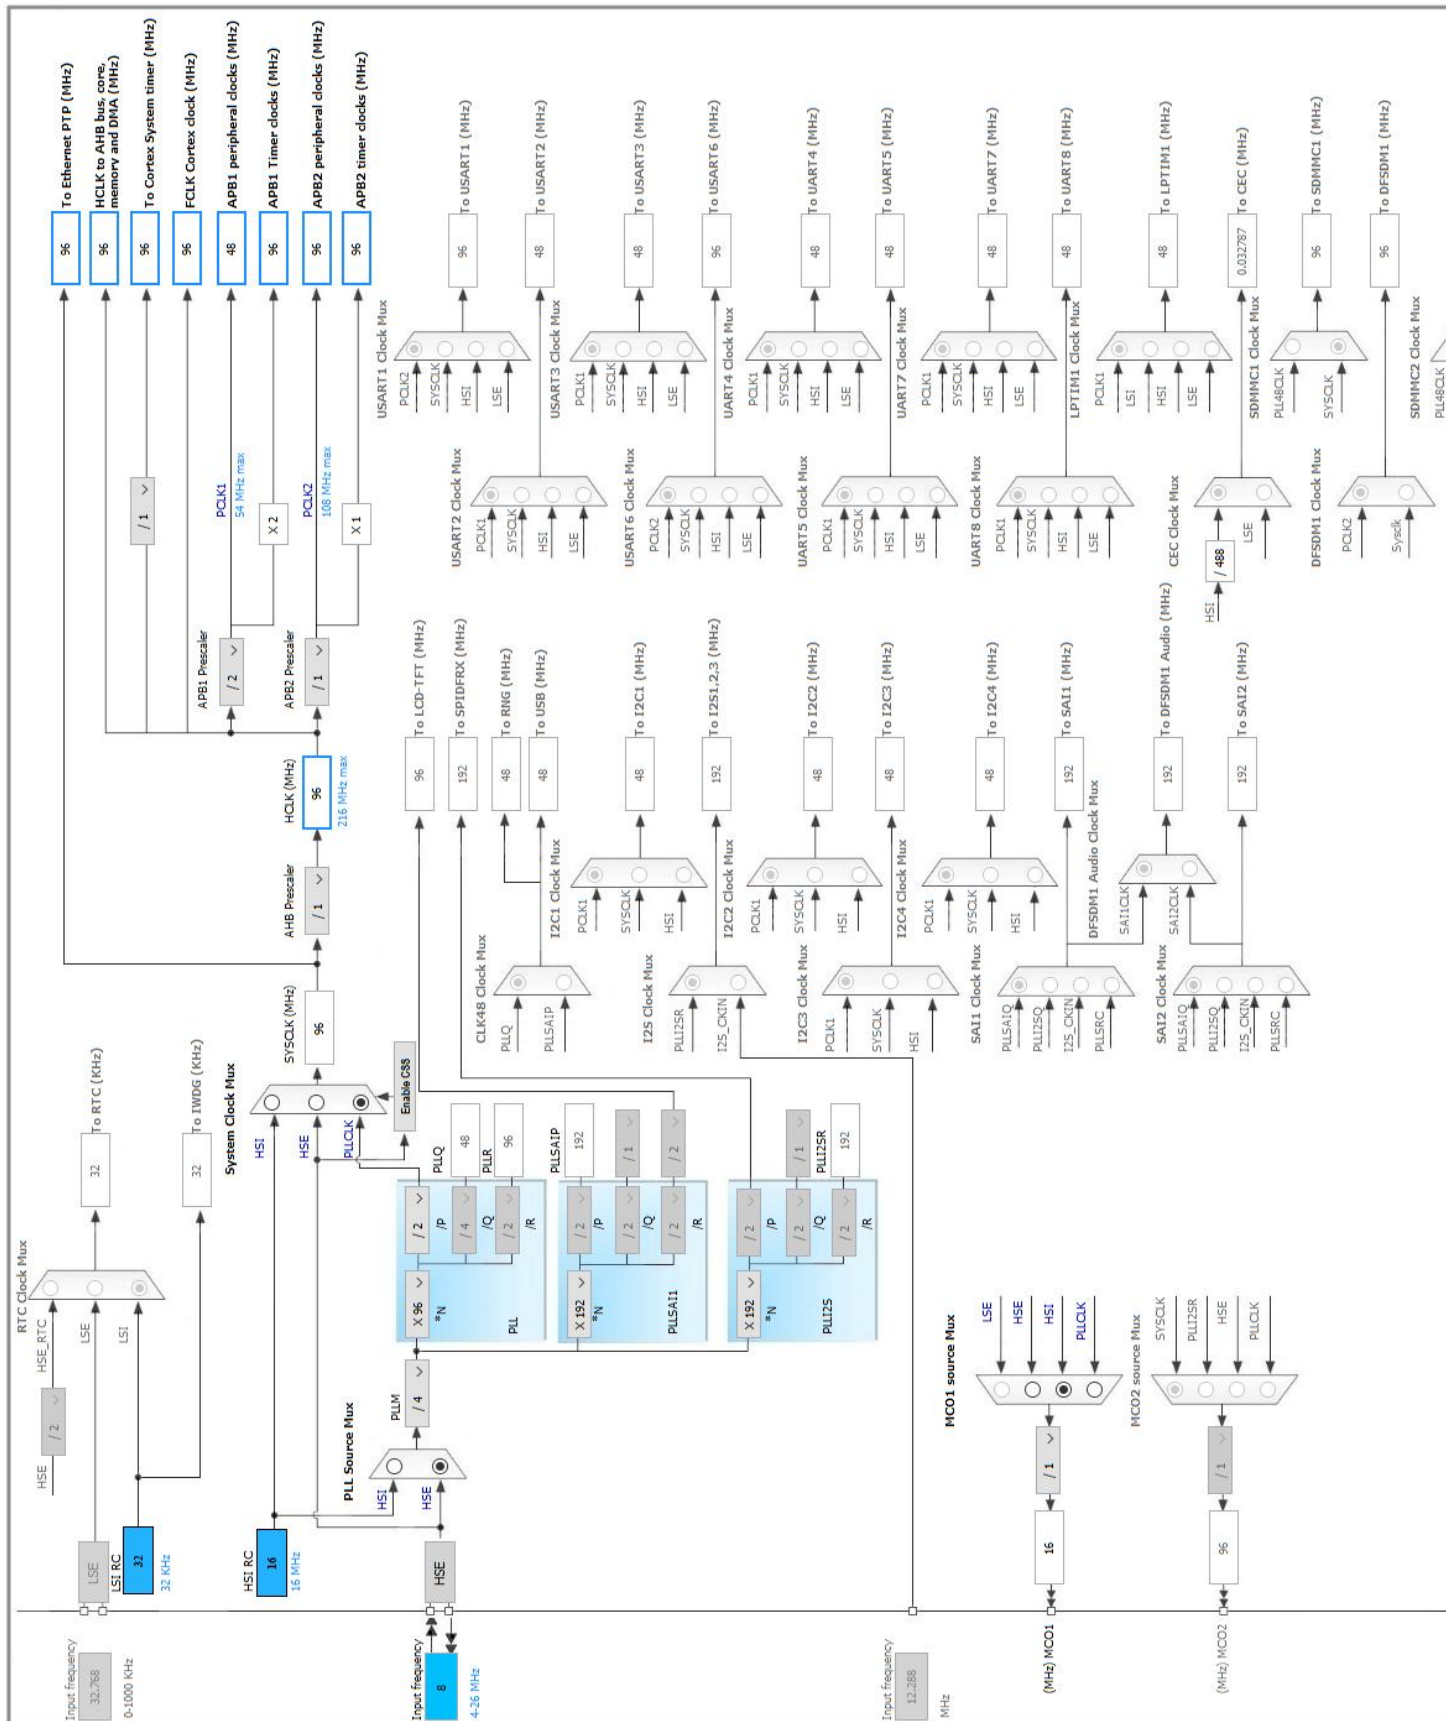 Input frequency
32.768
0-1000 KHz
LSE
LSI RC
32
32 KHz
HSE
/ 2
HSE_RTC
LSE
LSI
RTC Clock Mux
32
To RTC (KHz)
32
To IWDG (KHz)
HSI RC
16
16 MHz
Input frequency
8
4-26 MHz
HSE
PLL Source Mux
HSI
HSE
PLLM
/ 4
X 96
*N
PLL
/ 2
/P
/ 4
/Q
/ 2
/R
PLLQ
48
PLLR
96
X 192
*N
PLLSAI1
/ 2
/P
/ 2
/Q
/ 2
/R
PLLSAIP
192
/ 1
/ 2
X 192
*N
PLLI2S
/ 2
/P
/ 2
/Q
/ 2
/R
/ 1
PLLI2SR
192
System Clock Mux
HSI
HSE
PLLCLK
Enable CSS
SYSCLK (MHz)
96
AHB Prescaler
/ 1
HCLK (MHz)
96
216 MHz max
APB1 Prescaler
/ 2
APB2 Prescaler
/ 1
/ 1
PCLK1
54 MHz max
X 2
PCLK2
108 MHz max
X 1
96
To Ethernet PTP (MHz)
96
HCLK to AHB bus, core,
memory and DMA (MHz)
96
To Cortex System timer (MHz)
96
FCLK Cortex clock (MHz)
48
APB1 peripheral clocks (MHz)
96
APB1 Timer clocks (MHz)
96
APB2 peripheral clocks (MHz)
96
APB2 timer clocks (MHz)
96
To LCD-TFT (MHz)
192
To SPIDFRX (MHz)
48
To RNG (MHz)
48
To USB (MHz)
CLK48 Clock Mux
PLLQ
PLLSAIP
I2C1 Clock Mux
PCLK1
SYSCLK
HSI
48
To I2C1 (MHz)
I2S Clock Mux
PLLI2SR
I2S_CKIN
192
To I2S1,2,3 (MHz)
I2C2 Clock Mux
PCLK1
SYSCLK
HSI
48
To I2C2 (MHz)
I2C3 Clock Mux
PCLK1
SYSCLK
HSI
48
To I2C3 (MHz)
I2C4 Clock Mux
PCLK1
SYSCLK
HSI
48
To I2C4 (MHz)
SAI1 Clock Mux
PLLSAIQ
PLLI2SQ
I2S_CKIN
PLLSRC
192
To SAI1 (MHz)
DFSDM1 Audio Clock Mux
SAI1CLK
SAI2CLK
192
To DFSDM1 Audio (MHz)
SAI2 Clock Mux
PLLSAIQ
PLLI2SQ
I2S_CKIN
PLLSRC
192
To SAI2 (MHz)
USART1 Clock Mux
PCLK2
SYSCLK
HSI
LSE
96
To USART1 (MHz)
USART2 Clock Mux
PCLK1
SYSCLK
HSI
LSE
48
To USART2 (MHz)
USART3 Clock Mux
PCLK1
SYSCLK
HSI
LSE
48
To USART3 (MHz)
USART6 Clock Mux
PCLK2
SYSCLK
HSI
LSE
96
To USART6 (MHz)
UART4 Clock Mux
PCLK1
SYSCLK
HSI
LSE
48
To UART4 (MHz)
UART5 Clock Mux
PCLK1
SYSCLK
HSI
LSE
48
To UART5 (MHz)
UART7 Clock Mux
PCLK1
SYSCLK
HSI
LSE
48
To UART7 (MHz)
UART8 Clock Mux
PCLK1
SYSCLK
HSI
LSE
48
To UART8 (MHz)
LPTIM1 Clock Mux
PCLK1
LSI
HSI
LSE
48
To LPTIM1 (MHz)
CEC Clock Mux
HSI
/ 488
LSE
0.032787
To CEC (MHz)
SDMMC1 Clock Mux
PLL48CLK
SYSCLK
96
To SDMMC1 (MHz)
DFSDM1 Clock Mux
PCLK2
Sysclk
96
To DFSDM1 (MHz)
SDMMC2 Clock Mux
PLL48CLK
Input frequency
12.288
MHz
MCO1 source Mux
LSE
HSE
HSI
PLLCLK
/ 1
16
(MHz) MCO1
MCO2 source Mux
SYSCLK
PLLI2SR
HSE
PLLCLK
/ 1
96
(MHz) MCO2